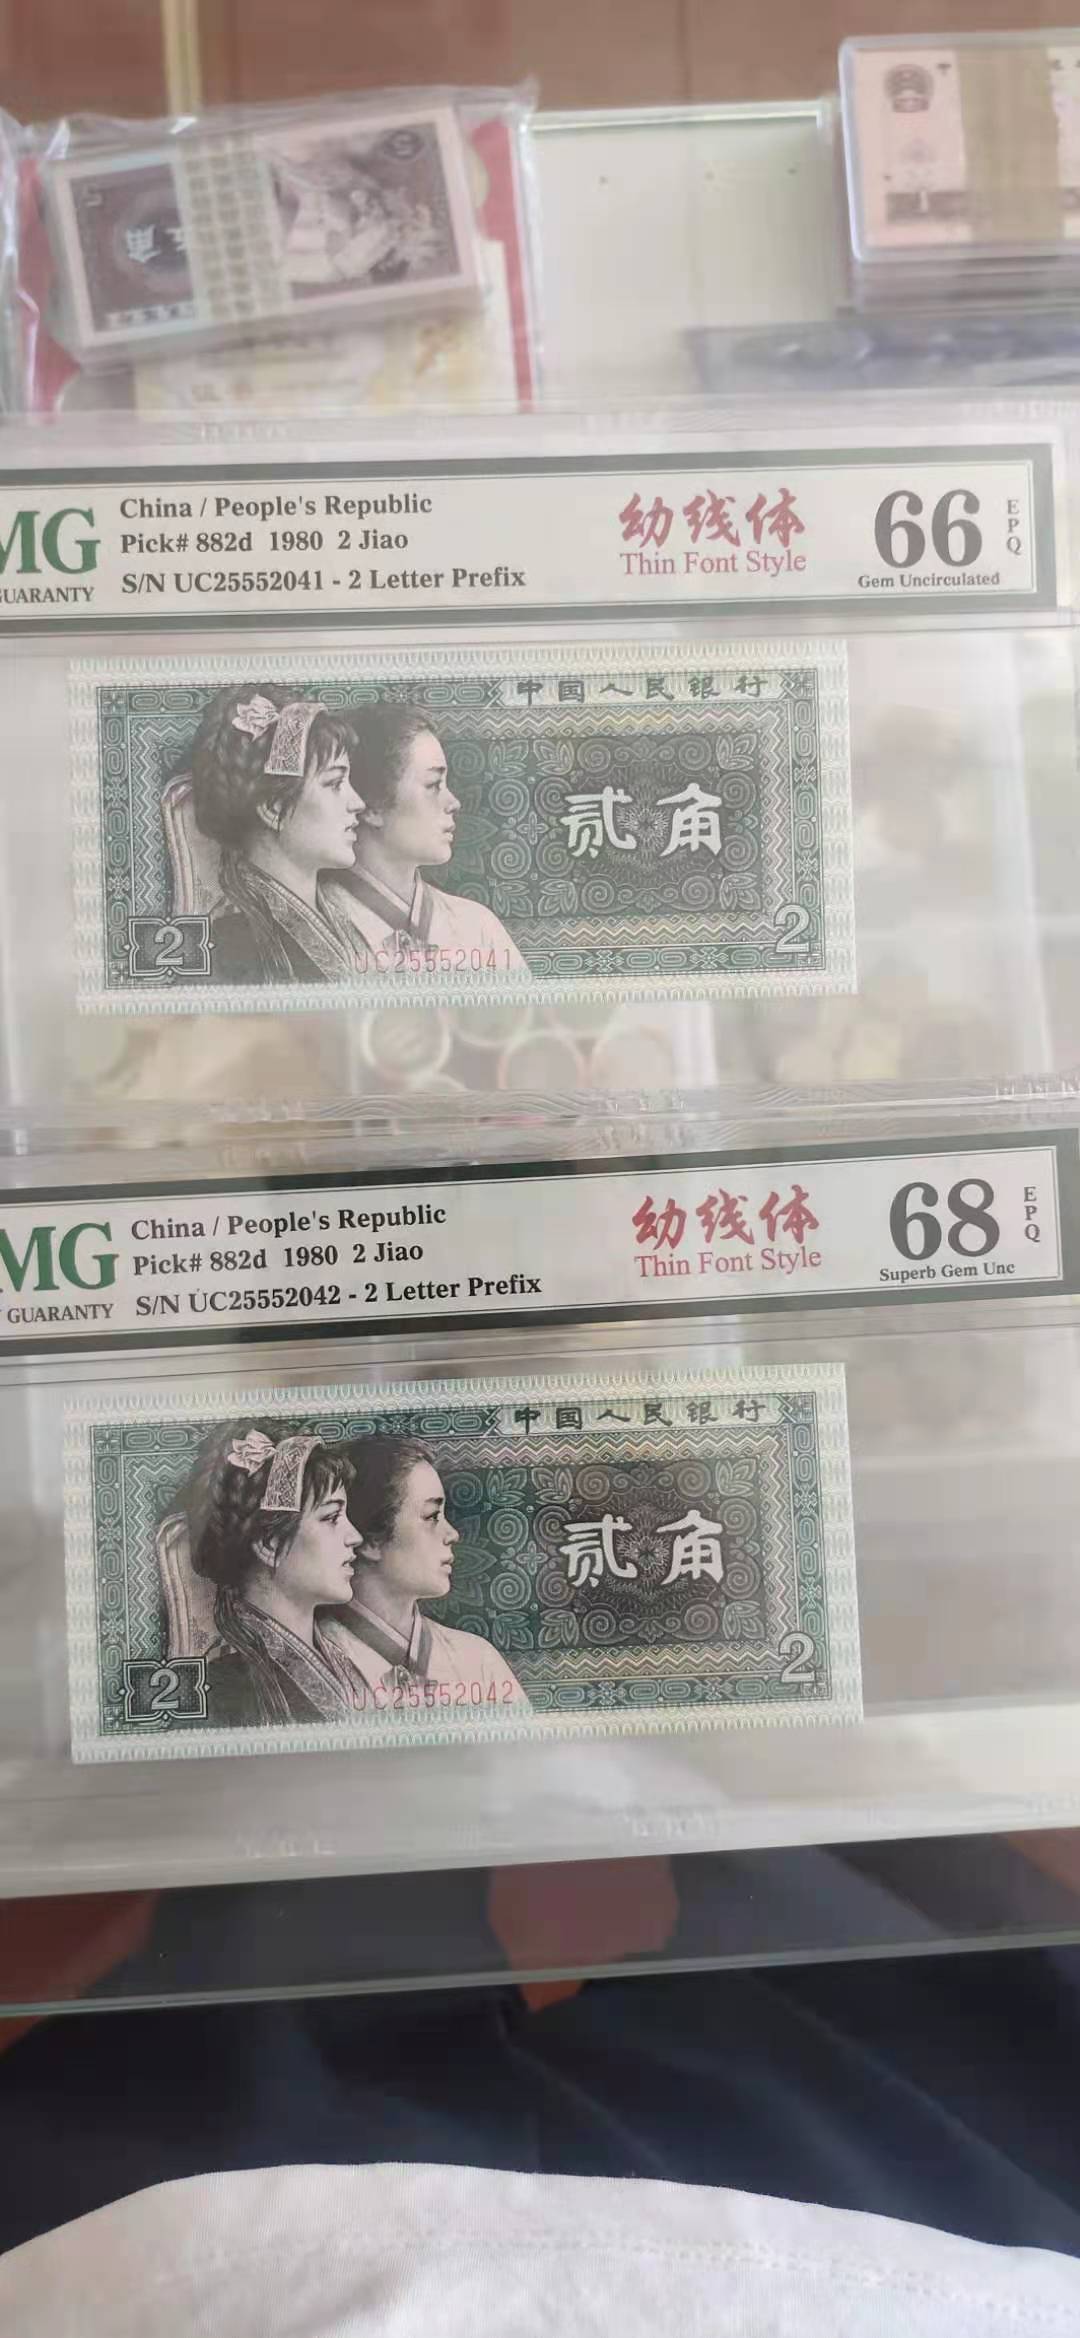 角
China / People's Republic
Pick# 882d 1980 2 Jiao
S/N UC25552041 - 2 Letter Prefix
MG
GUARANTY
幼线体
Thin Font Style
66
EPQ
Gem Uncirculated
中国人民银行
贰角
2
2
UC25552041
China / People's Republic
Pick# 882d 1980 2 Jiao
S/N UC25552042 - 2 Letter Prefix
MG
GUARANTY
幼线体
Thin Font Style
68
EPQ
Superb Gem Unc
中国人民银行
贰角
2
2
UC25552042